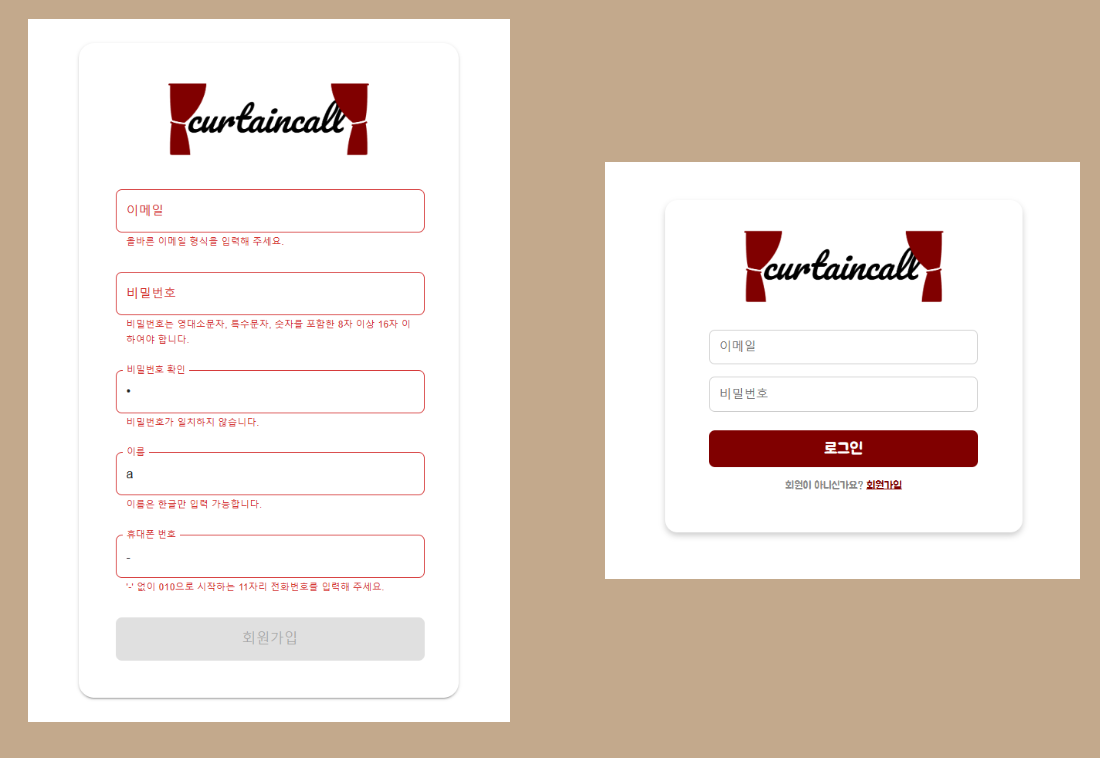 curtaincall
이메일
올바른 이메일 형식을 입력해 주세요.
비밀번호
비밀번호는 영대소문자, 특수문자, 숫자를 포함한 8자 이상 16자 이
하여야 합니다.
비밀번호 확인
•
비밀번호가 일치하지 않습니다.
이름
a
이름은 한글만 입력 가능합니다.
휴대폰 번호
-
'-' 없이 010으로 시작하는 11자리 전화번호를 입력해 주세요.
회원가입
curtaincall
이메일
비밀번호
로그인
회원이 아니신가요? 회원가입